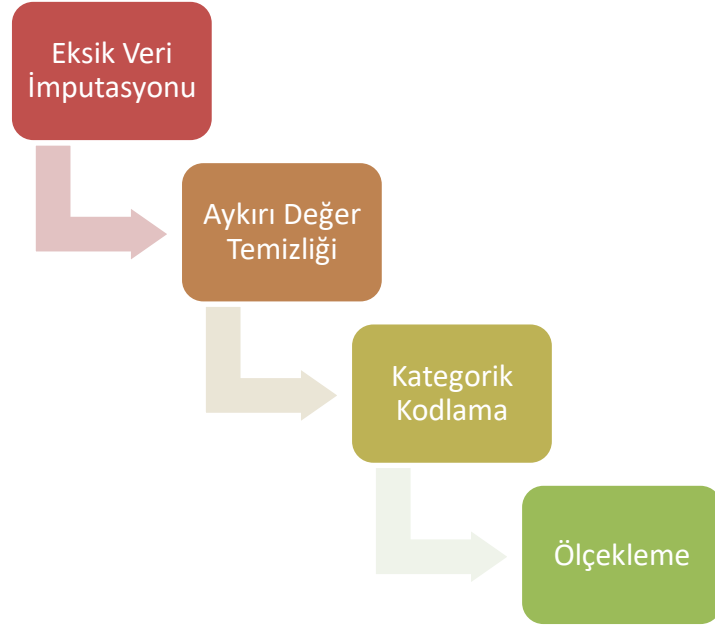 Eksik Veri
İmputasyonu
Aykırı Değer
Temizliği
Kategorik
Kodlama
Ölçekleme